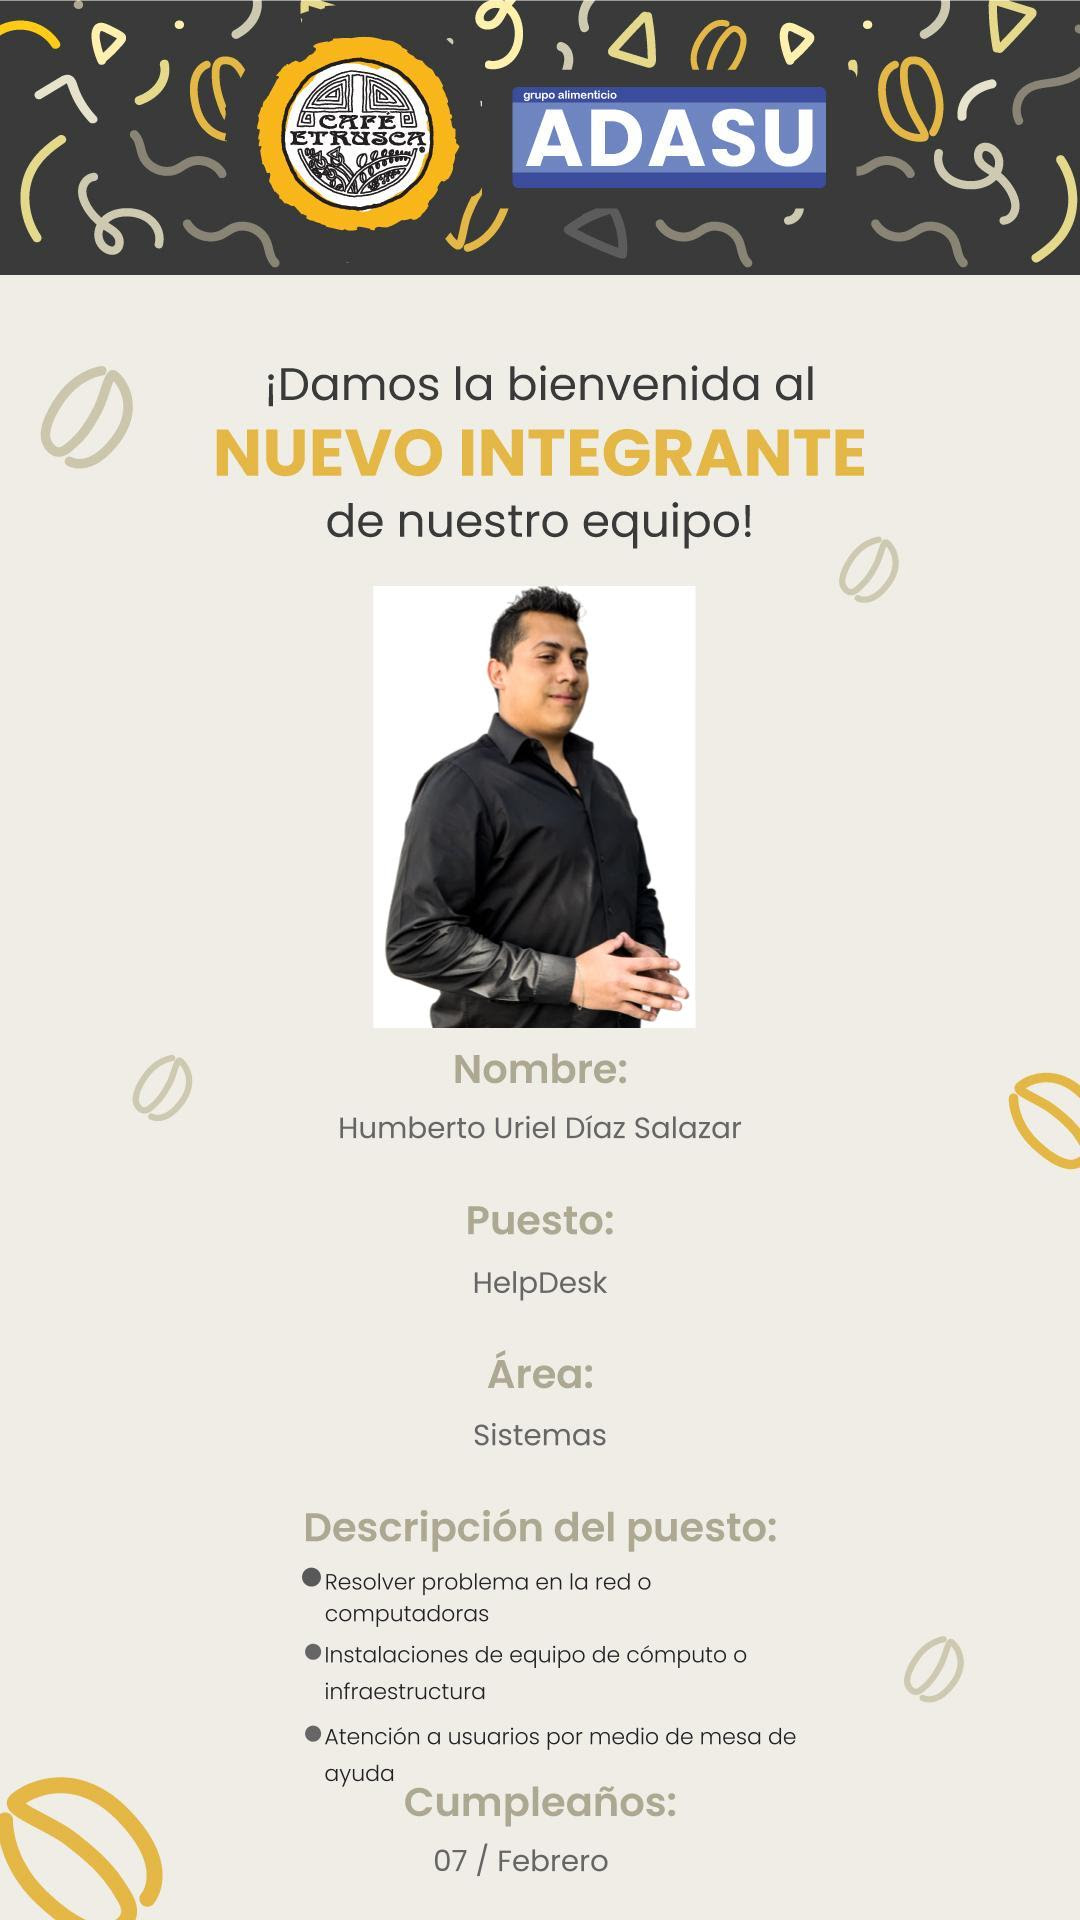 CAFÉ
ETRUSCA
grupo alimenticio
ADASU
¡Damos la bienvenida al
NUEVO INTEGRANTE
de nuestro equipo!
Nombre:
Humberto Uriel Díaz Salazar
Puesto:
HelpDesk
Área:
Sistemas
Descripción del puesto:
Resolver problema en la red o
computadoras
Instalaciones de equipo de cómputo o
infraestructura
Atención a usuarios por medio de mesa de
ayuda
Cumpleaños:
07 / Febrero